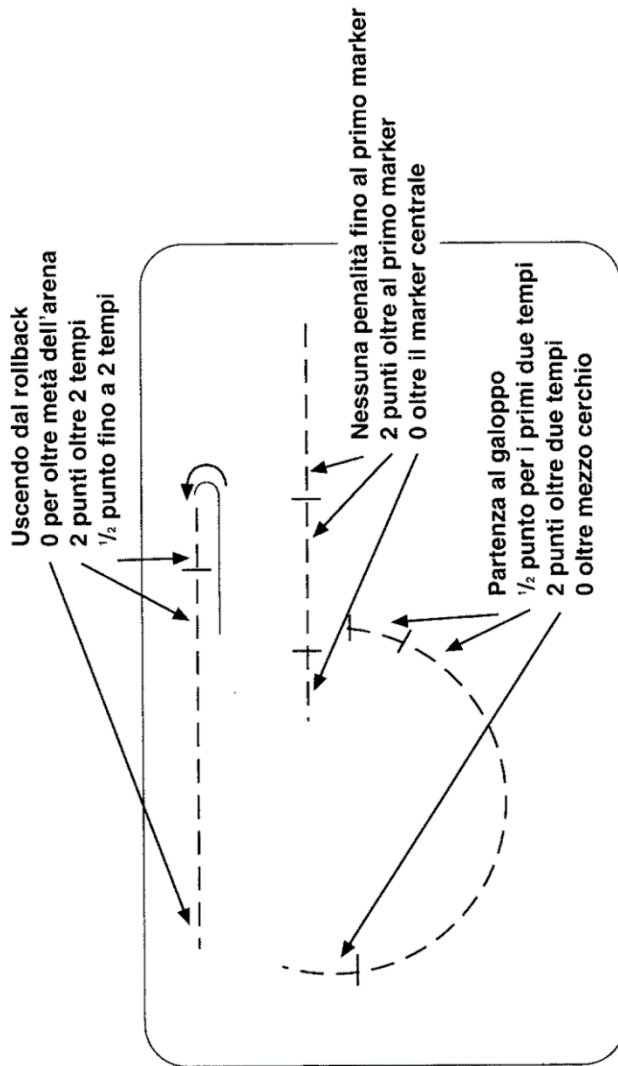 Uscendo dal rollback
0 per oltre metà dell'arena
2 punti oltre 2 tempi
½ punto fino a 2 tempi
Nessuna penalità fino al primo marker
2 punti oltre al primo marker
0 oltre il marker centrale
Partenza al galoppo
½ punto per i primi due tempi
2 punti oltre due tempi
0 oltre mezzo cerchio